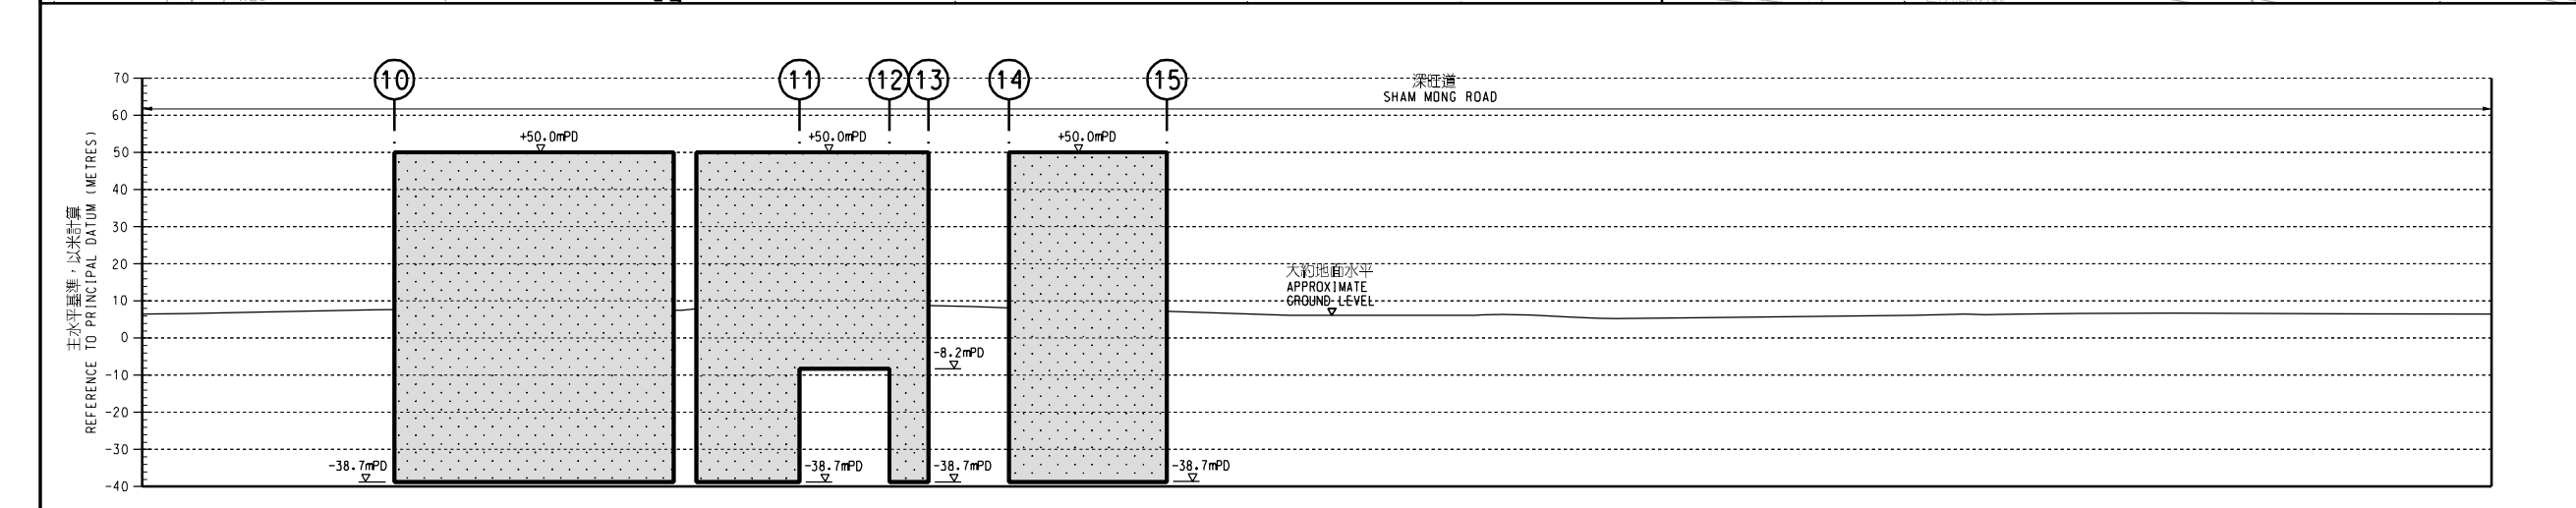 10
11
12
13
14
15
70
60
50
40
30
20
10
0
-10
-20
-30
-40
主水平基準，以米計算
REFERENCE TO PRINCIPAL DATUM (METRES)
深旺道
SHAM MONG ROAD
+50.0mPD
+50.0mPD
+50.0mPD
大約地面水平
APPROXIMATE
GROUND LEVEL
-8.2mPD
-38.7mPD
-38.7mPD
-38.7mPD
-38.7mPD